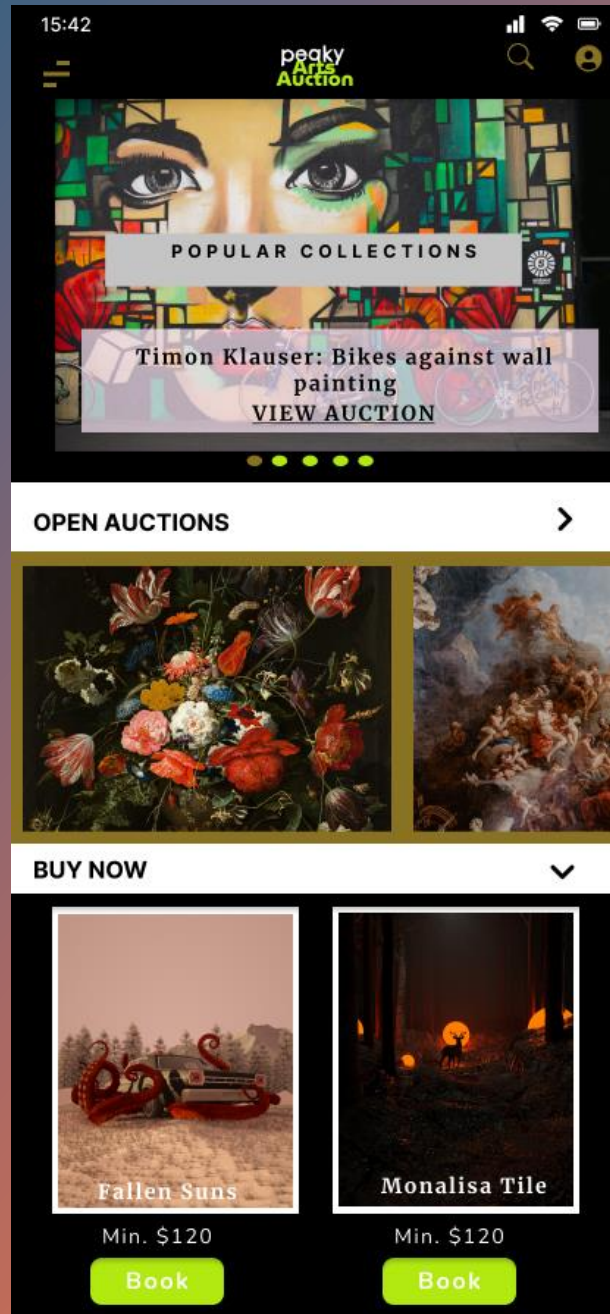 15:42
peaky
Arts
Auction
POPULAR COLLECTIONS
Timon Klauser: Bikes against wall
painting
VIEW AUCTION
OPEN AUCTIONS
BUY NOW
Fallen Suns
Monalisa Tile
Min. $120
Min. $120
Book
Book